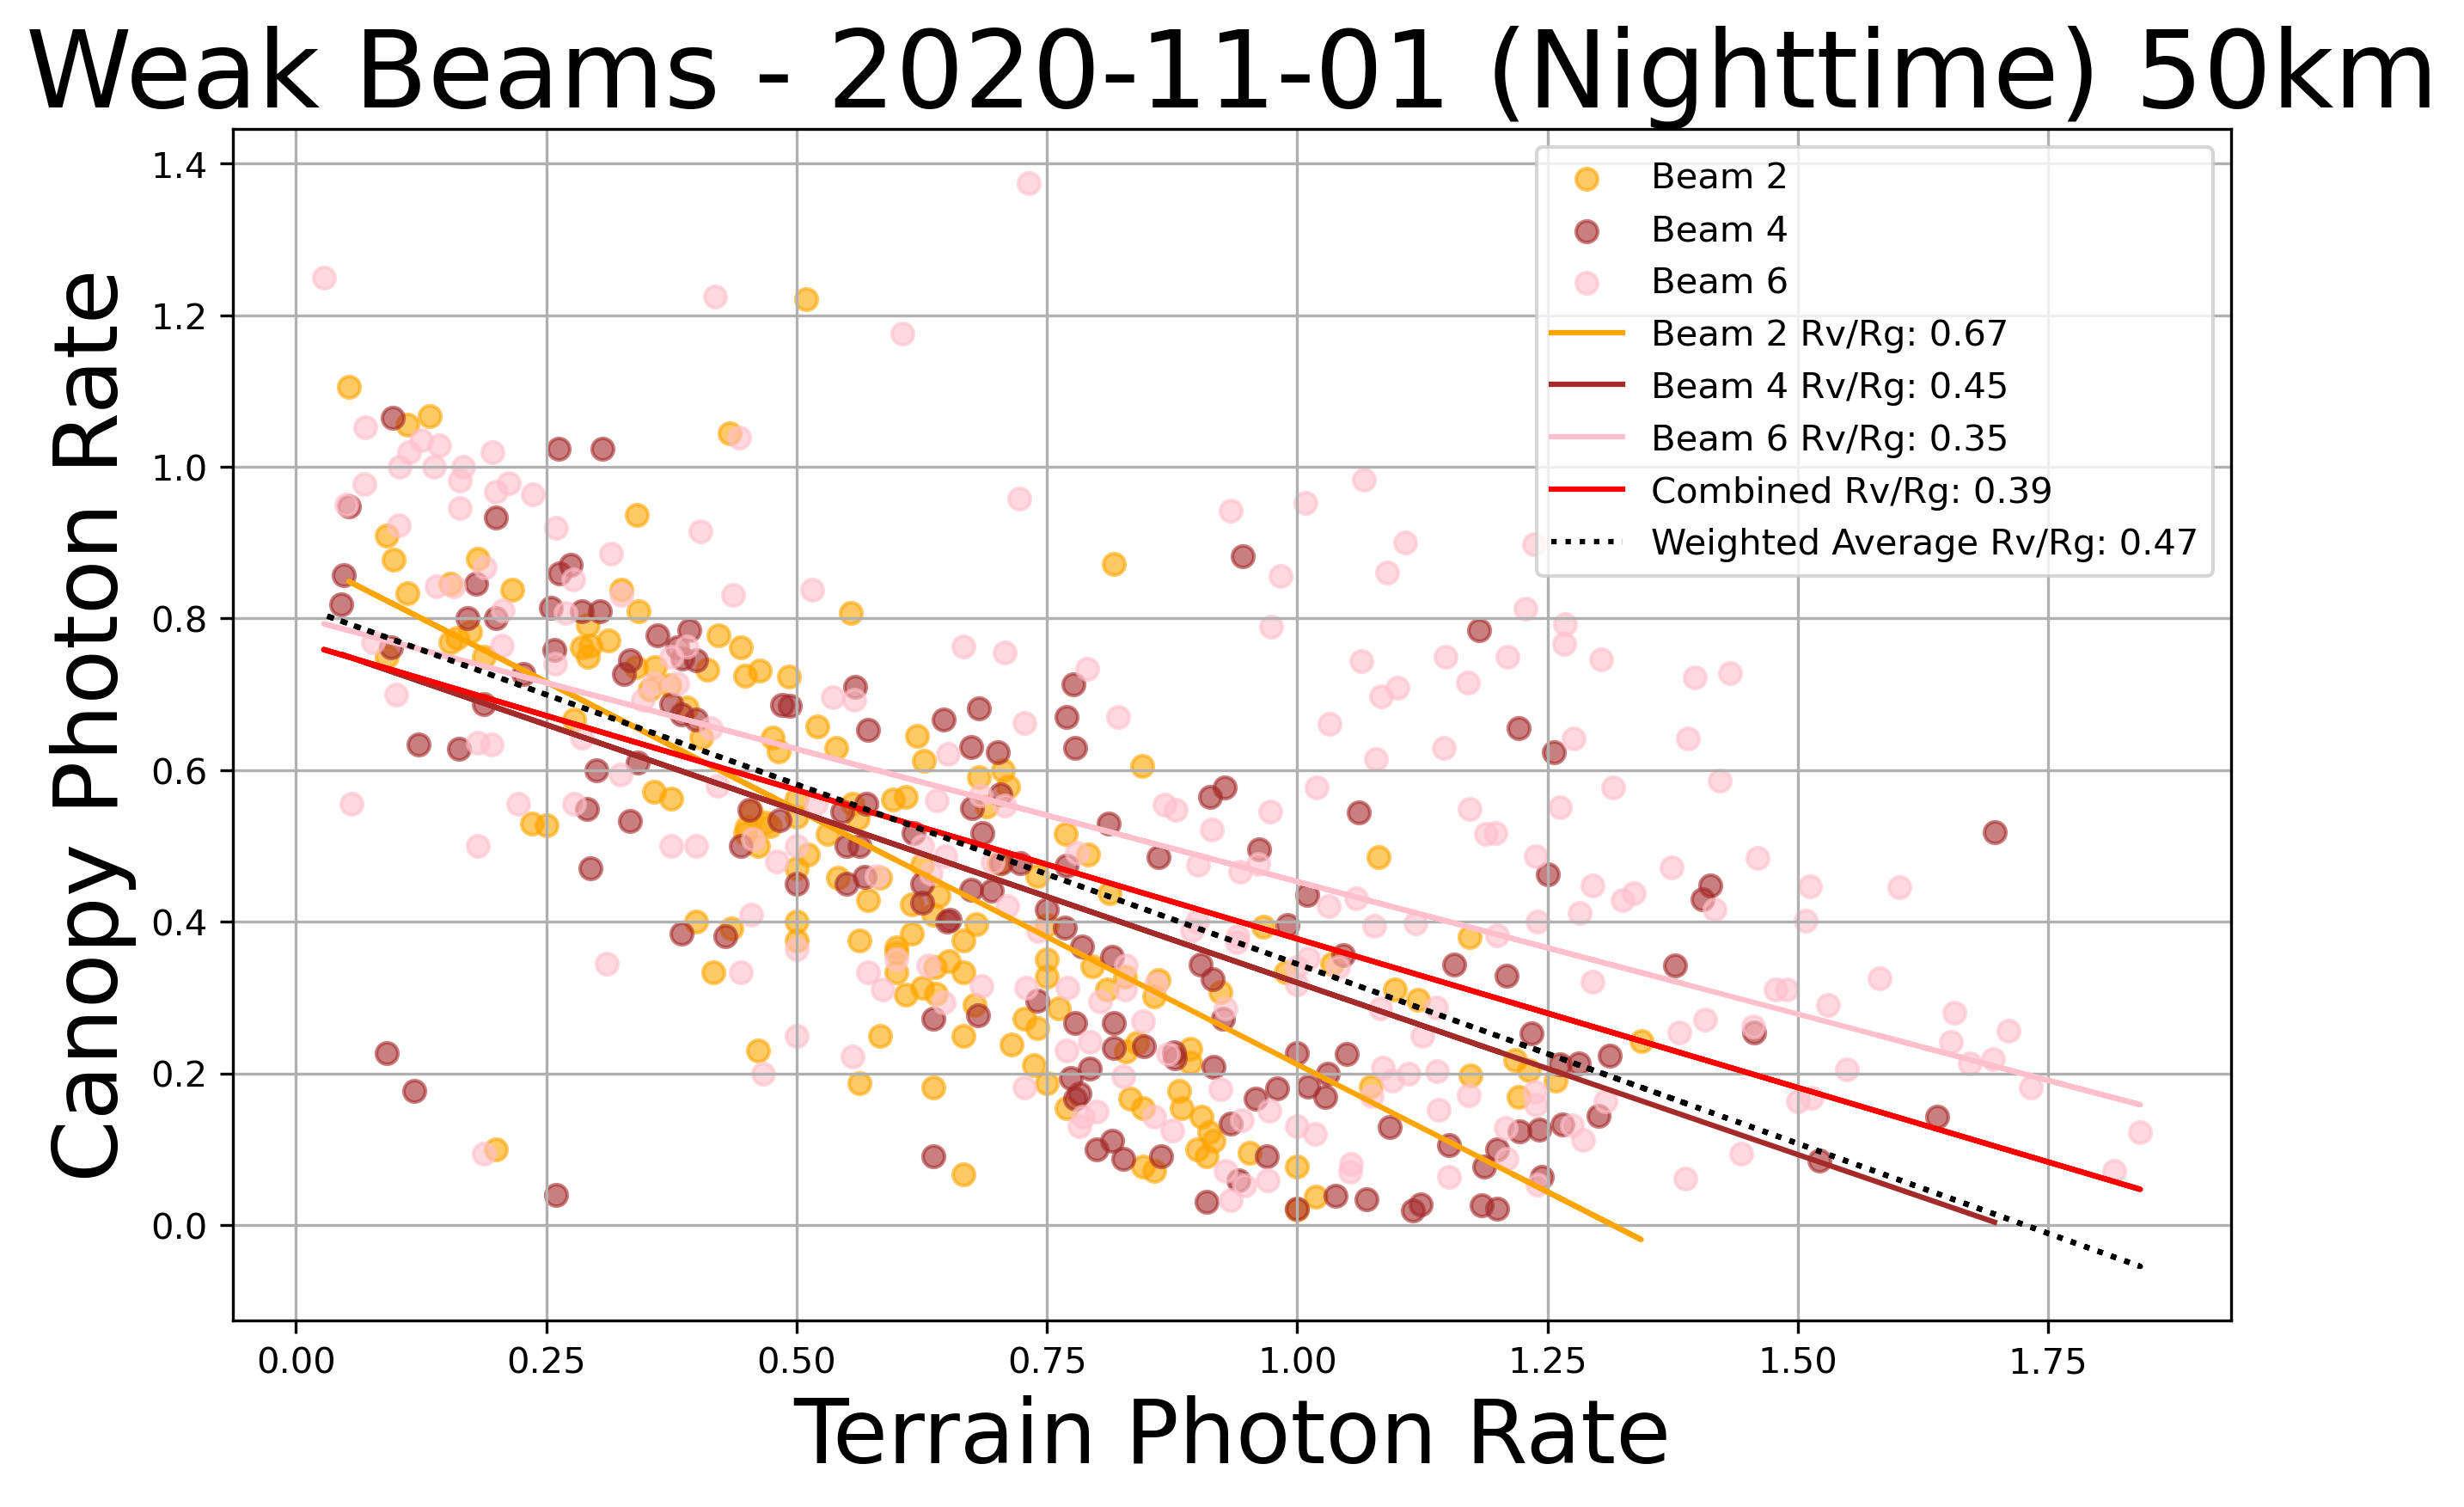 Weak Beams - 2020-11-01 (Nighttime) 50km
Canopy Photon Rate
1.4
1.2
1.0
0.8
0.6
0.4
0.2
0.0
Beam 2
Beam 4
Beam 6
Beam 2 Rv/Rg: 0.67
Beam 4 Rv/Rg: 0.45
Beam 6 Rv/Rg: 0.35
Combined Rv/Rg: 0.39
Weighted Average Rv/Rg: 0.47
0.00 0.25 0.50 0.75 1.00 1.25 1.50 1.75
Terrain Photon Rate